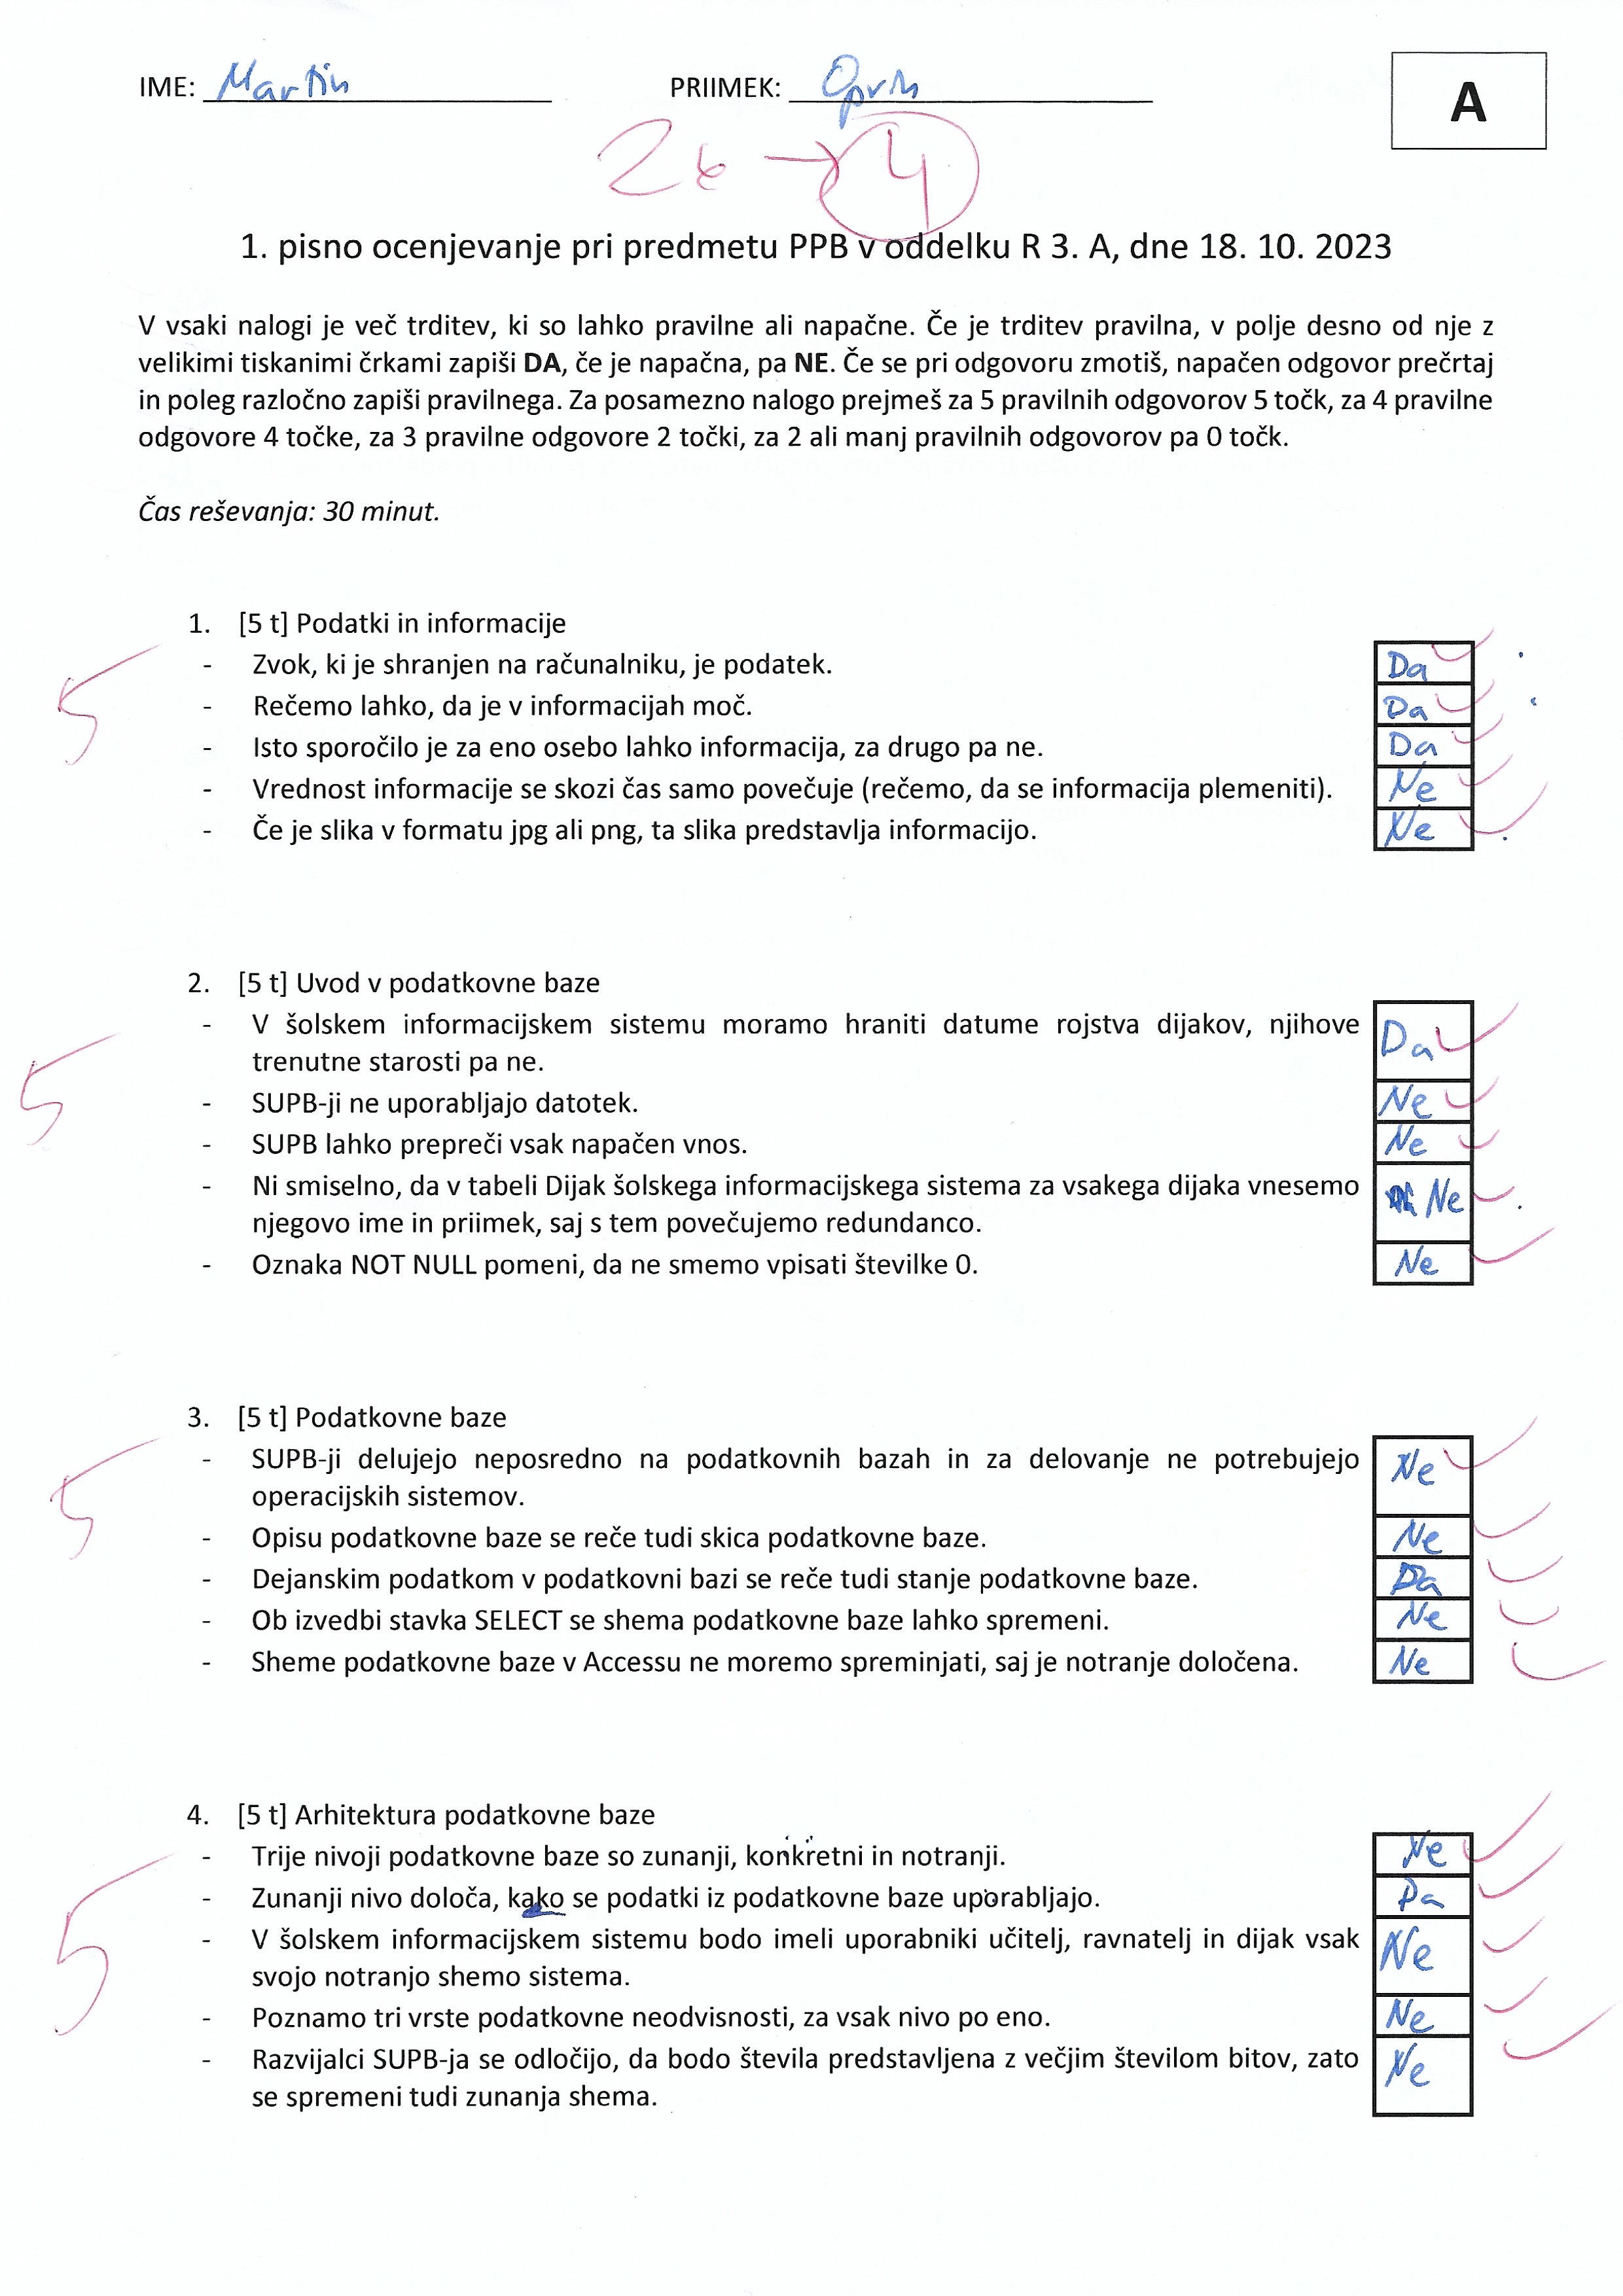 IME: Martin PRIIMEK: A
26 → 4
1. pisno ocenjevanje pri predmetu PPB v oddelku R 3. A, dne 18. 10. 2023
V vsaki nalogi je več trditev, ki so lahko pravilne ali napačne. Če je trditev pravilna, v polje desno od nje z
velikimi tiskanimi črkami zapiši DA, če je napačna, pa NE. Če se pri odgovoru zmotiš, napačen odgovor prečrtaj
in poleg razločno zapiši pravilnega. Za posamezno nalogo prejmeš za 5 pravilnih odgovorov 5 točk, za 4 pravilne
odgovore 4 točke, za 3 pravilne odgovore 2 točki, za 2 ali manj pravilnih odgovorov pa 0 točk.
Čas reševanja: 30 minut.
1. [5 t] Podatki in informacije
5
- Zvok, ki je shranjen na računalniku, je podatek. Da
- Rečemo lahko, da je v informacijah moč. Da
- Isto sporočilo je za eno osebo lahko informacija, za drugo pa ne. Da
- Vrednost informacije se skozi čas samo povečuje (rečemo, da se informacija plemeniti). Ne
- Če je slika v formatu jpg ali png, ta slika predstavlja informacijo. Ne
2. [5 t] Uvod v podatkovne baze
5
- V šolskem informacijskem sistemu moramo hraniti datume rojstva dijakov, njihove Da
trenutne starosti pa ne.
- SUPB-ji ne uporabljajo datotek. Ne
- SUPB lahko prepreči vsak napačen vnos. Ne
- Ni smiselno, da v tabeli Dijak šolskega informacijskega sistema za vsakega dijaka vnesemo Ne
njegovo ime in priimek, saj s tem povečujemo redundanco.
- Oznaka NOT NULL pomeni, da ne smemo vpisati številke 0. Ne
3. [5 t] Podatkovne baze
5
- SUPB-ji delujejo neposredno na podatkovnih bazah in za delovanje ne potrebujejo Ne
operacijskih sistemov.
- Opisu podatkovne baze se reče tudi skica podatkovne baze. Ne
- Dejanskim podatkom v podatkovni bazi se reče tudi stanje podatkovne baze. Da
- Ob izvedbi stavka SELECT se shema podatkovne baze lahko spremeni. Ne
- Sheme podatkovne baze v Accessu ne moremo spreminjati, saj je notranje določena. Ne
4. [5 t] Arhitektura podatkovne baze
5
- Trije nivoji podatkovne baze so zunanji, konkretni in notranji. Ne
- Zunanji nivo določa, kako se podatki iz podatkovne baze uporabljajo. Da
- V šolskem informacijskem sistemu bodo imeli uporabniki učitelj, ravnatelj in dijak vsak Ne
svojo notranjo shemo sistema.
- Poznamo tri vrste podatkovne neodvisnosti, za vsak nivo po eno. Ne
- Razvijalci SUPB-ja se odločijo, da bodo števila predstavljena z večjim številom bitov, zato Ne
se spremeni tudi zunanja shema.